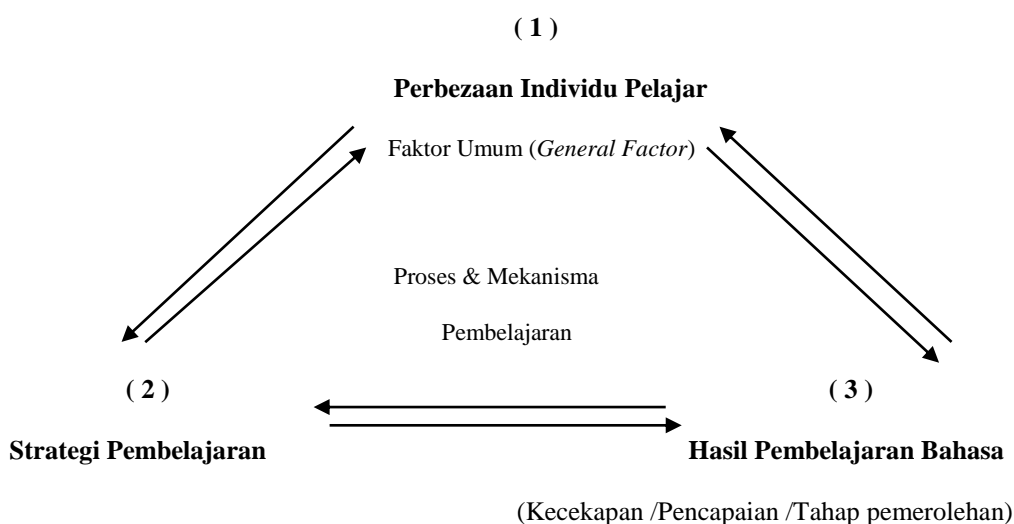 ( 1 )
Perbezaan Individu Pelajar
Faktor Umum (General Factor)
Proses & Mekanisma
Pembelajaran
( 2 )
( 3 )
Strategi Pembelajaran
Hasil Pembelajaran Bahasa
(Kecekapan /Pencapaian /Tahap pemerolehan)